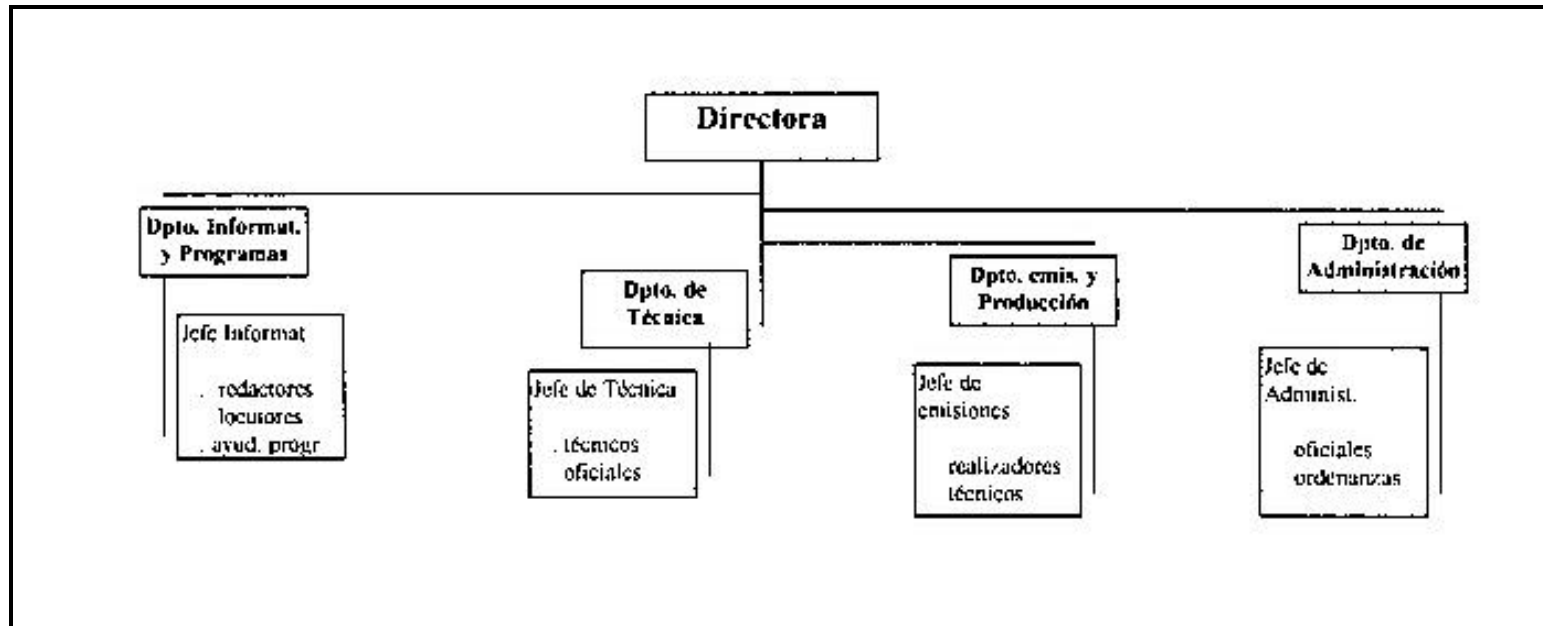 Directora
Dpto. Informat.
y Programas
Jefe Informat
. redactores
locutores
. ayud. progr
Dpto. de
Técnica
Jefe de Técnica
. técnicos
oficiales
Dpto. emis. y
Producción
Jefe de
emisiones
realizadores
técnicos
Dpto. de
Administración
Jefe de
Administ.
oficiales
ordenanzas